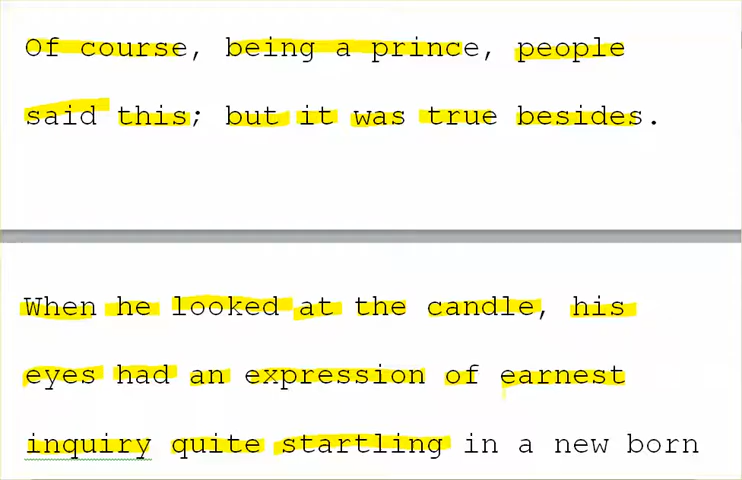 Of course, being a prince, people
said this; but it was true besides.
When he looked at the candle, his
eyes had an expression of earnest
inquiry quite startling in a new born